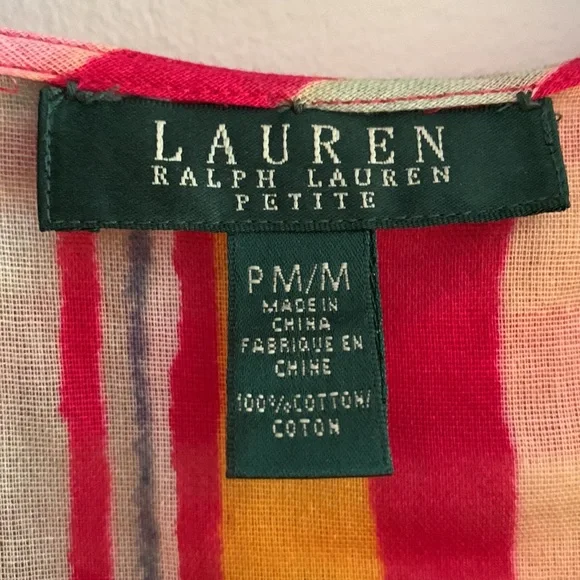 LAUREN
RALPH LAUREN
PETITE
PM/M
MADE IN
CHINA
FABRIQUE EN
CHINE
100% COTTON/
COTON